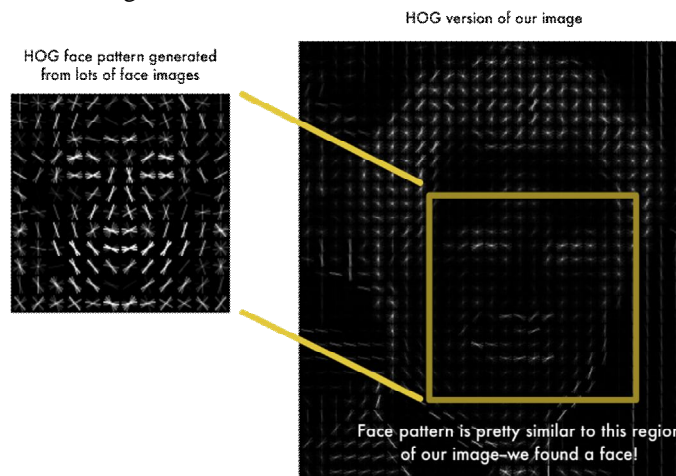 HOG version of our image
HOG face pattern generated
from lots of face images
Face pattern is pretty similar to this region
of our image–we found a face!